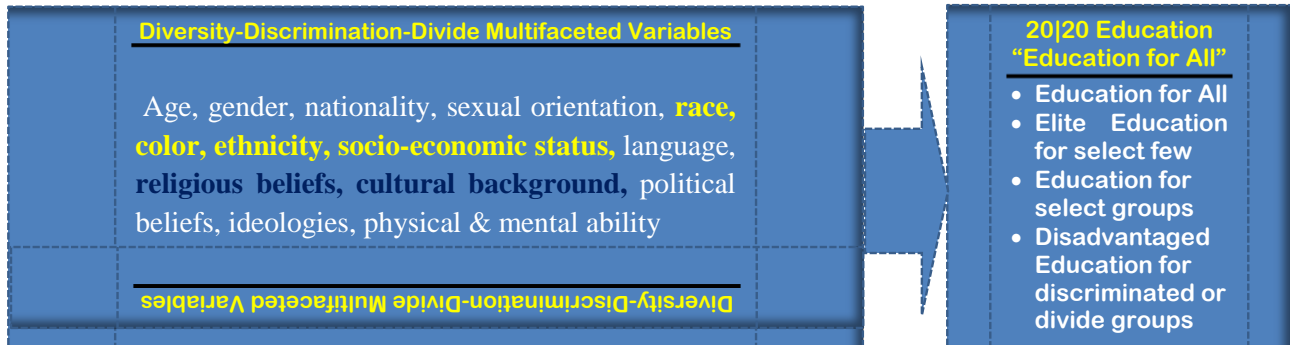 Diversity-Discrimination-Divide Multifaceted Variables
Age, gender, nationality, sexual orientation, race,
color, ethnicity, socio-economic status, language,
religious beliefs, cultural background, political
beliefs, ideologies, physical & mental ability
Diversity-Discrimination-Divide Multifaceted Variables
20|20 Education
“Education for All”
• Education for All
• Elite Education
for select few
• Education for
select groups
• Disadvantaged
Education for
discriminated or
divide groups